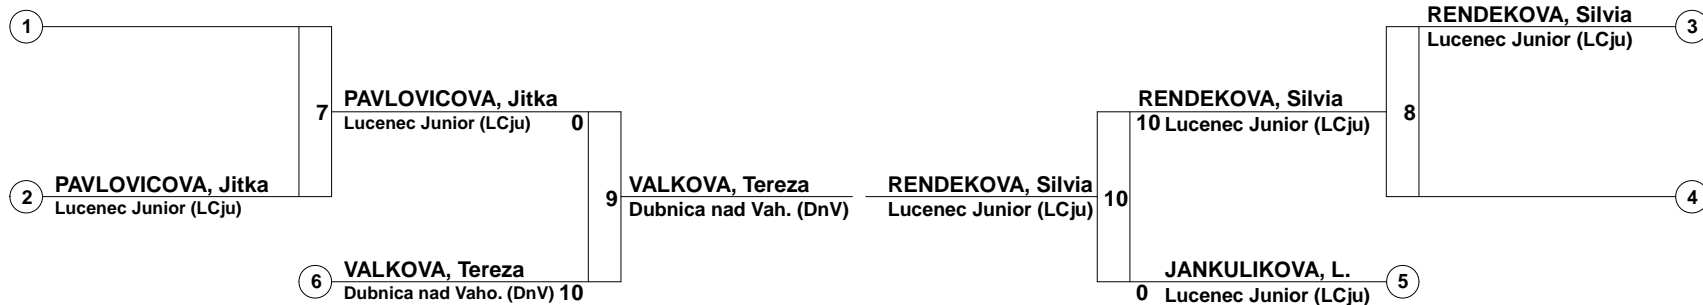 1
RENDEKOVA, Silvia
3
Lucenec Junior (LCju)
7
PAVLOVICOVA, Jitka
RENDEKOVA, Silvia
8
Lucenec Junior (LCju) 0
10 Lucenec Junior (LCju)
2
PAVLOVICOVA, Jitka
Lucenec Junior (LCju)
9
VALKOVA, Tereza
Dubnica nad Vah. (DnV)
RENDEKOVA, Silvia
Lucenec Junior (LCju)
10
4
6
VALKOVA, Tereza
Dubnica nad Vaho. (DnV) 10
JANKULIKOVA, L.
5
0 Lucenec Junior (LCju)